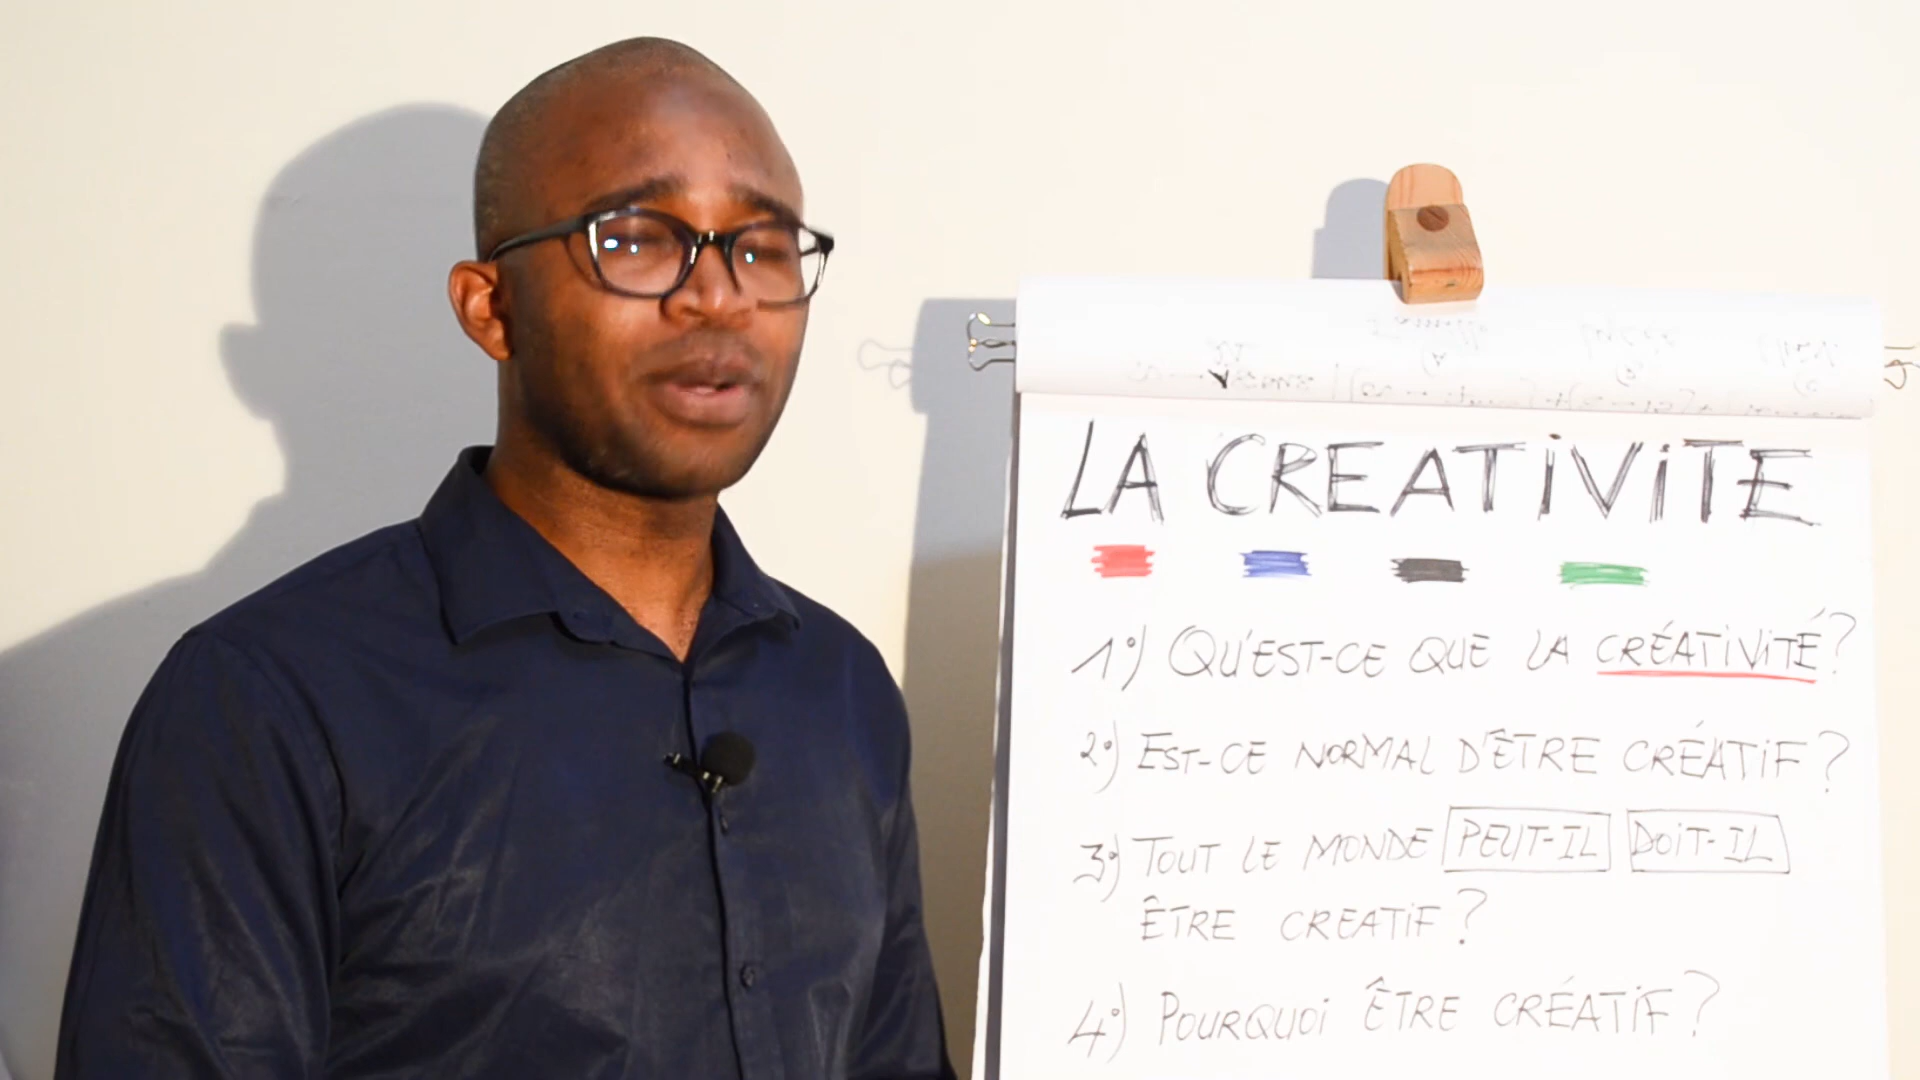 LA CREATIVITE
1°) QU'EST-CE QUE LA CRÉATIVITÉ?
2°) EST-CE NORMAL D'ÊTRE CRÉATIF?
3°) TOUT LE MONDE PEUT-IL DOIT-IL
ÊTRE CREATIF?
4°) POURQUOI ÊTRE CRÉATIF?